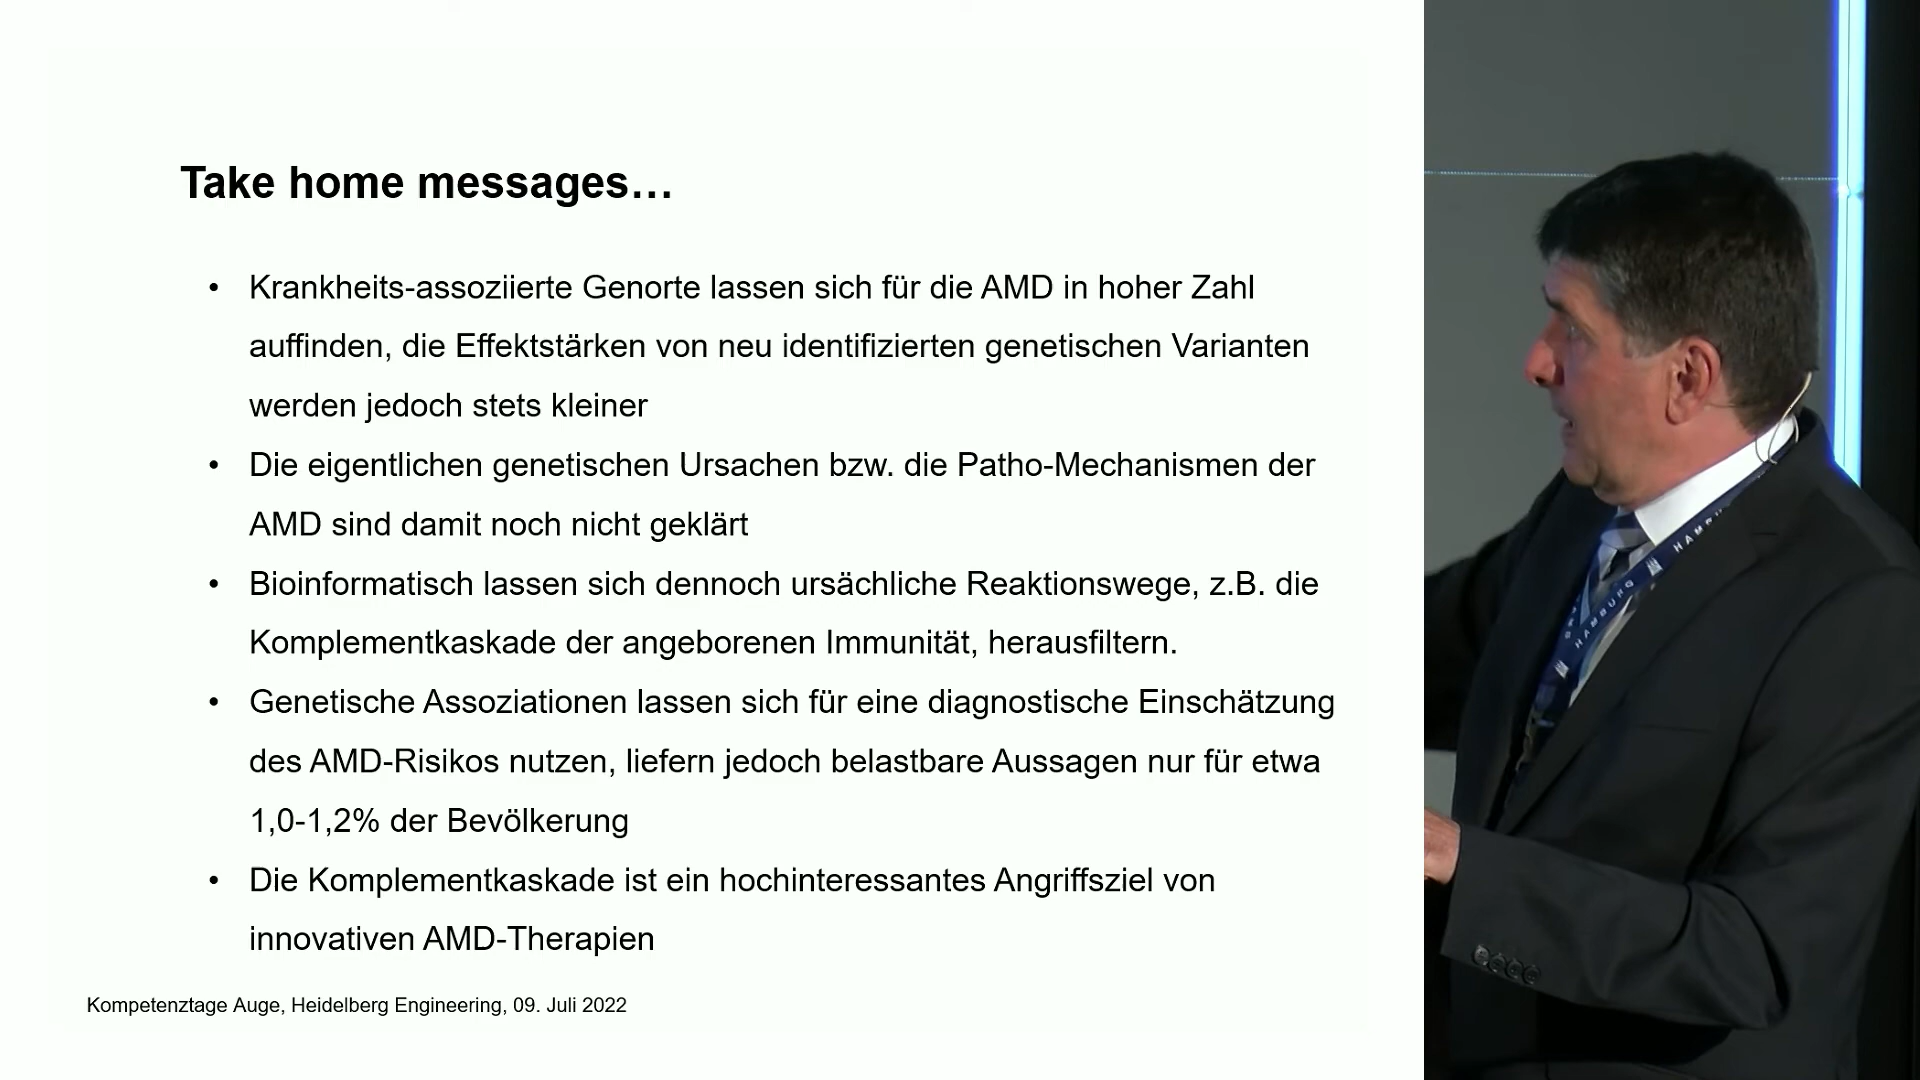 Take home messages…
• Krankheits-assoziierte Genorte lassen sich für die AMD in hoher Zahl
auffinden, die Effektstärken von neu identifizierten genetischen Varianten
werden jedoch stets kleiner
• Die eigentlichen genetischen Ursachen bzw. die Patho-Mechanismen der
AMD sind damit noch nicht geklärt
• Bioinformatisch lassen sich dennoch ursächliche Reaktionswege, z.B. die
Komplementkaskade der angeborenen Immunität, herausfiltern.
• Genetische Assoziationen lassen sich für eine diagnostische Einschätzung
des AMD-Risikos nutzen, liefern jedoch belastbare Aussagen nur für etwa
1,0-1,2% der Bevölkerung
• Die Komplementkaskade ist ein hochinteressantes Angriffsziel von
innovativen AMD-Therapien
Kompetenztage Auge, Heidelberg Engineering, 09. Juli 2022
HAMBURG